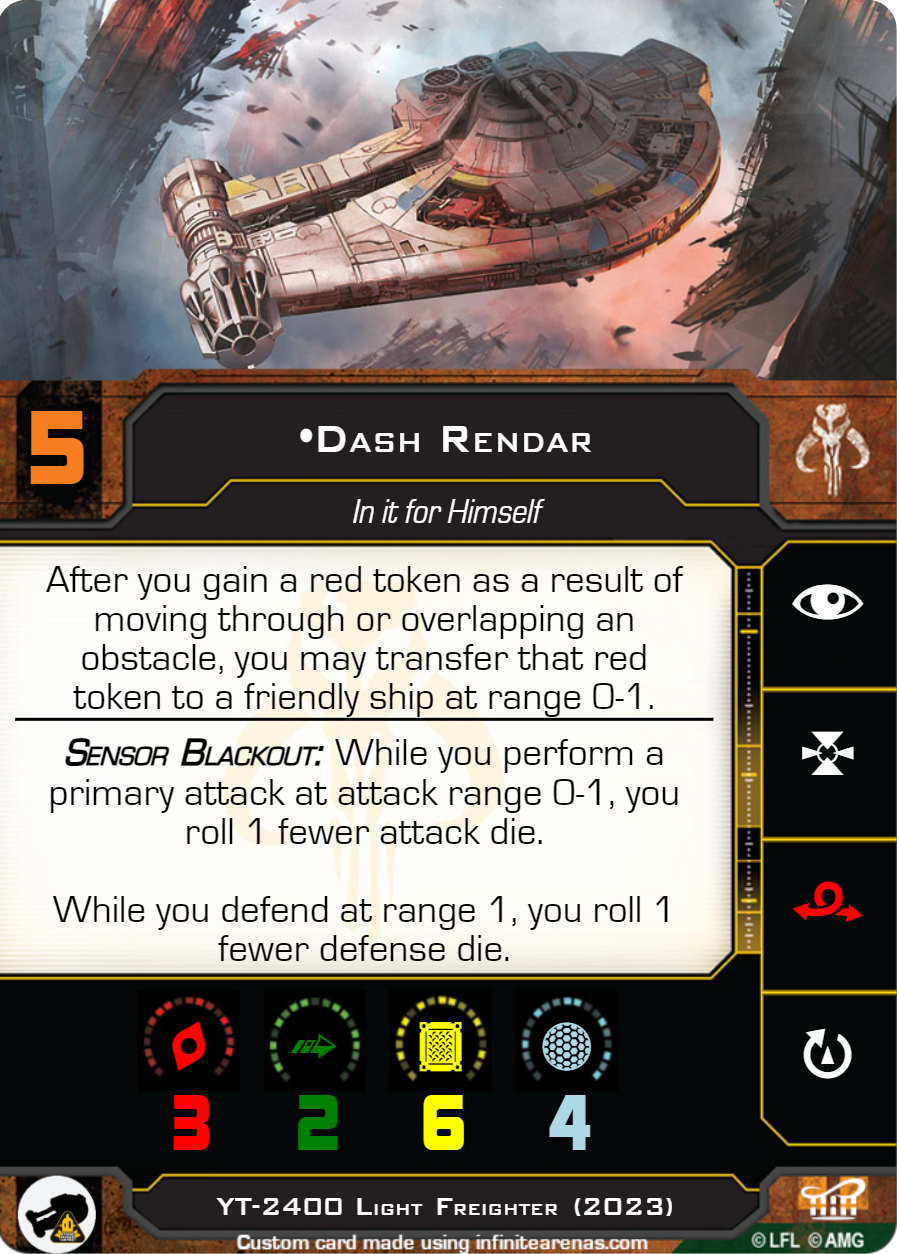 5
•Dash Rendar
In it for Himself
After you gain a red token as a result of
moving through or overlapping an
obstacle, you may transfer that red
token to a friendly ship at range 0-1.
Sensor Blackout: While you perform a
primary attack at attack range 0-1, you
roll 1 fewer attack die.
While you defend at range 1, you roll 1
fewer defense die.
3 2 6 4
YT-2400 Light Freighter (2023)
Custom card made using infinitearenas.com
© LFL © AMG